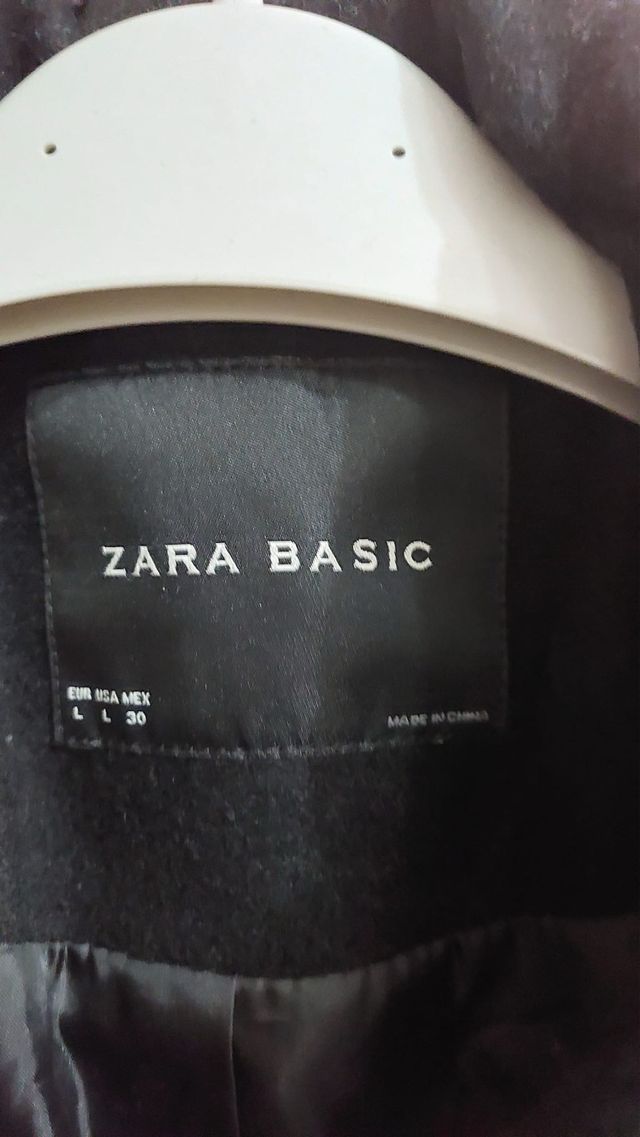 ZARA BASIC
EUR USA MEX
L L 30
MADE IN CHINA